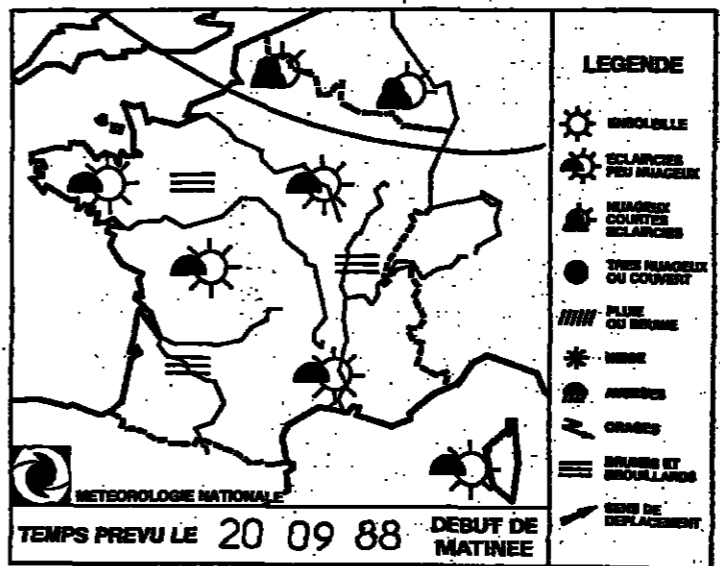 LEGENDE
ENSOLEILLE
ECLAIRCIES
PEU NUAGEUX
NUAGEUX
COURTES
ECLAIRCIES
TRES NUAGEUX
OU COUVERT
PLUIE
OU BRUME
NEIGE
AVERSES
ORAGES
BRUMES ET
BROUILLARDS
SENS DE
DEPLACEMENT
METEOROLOGIE NATIONALE
TEMPS PREVU LE 20 09 88 DEBUT DE
MATINEE